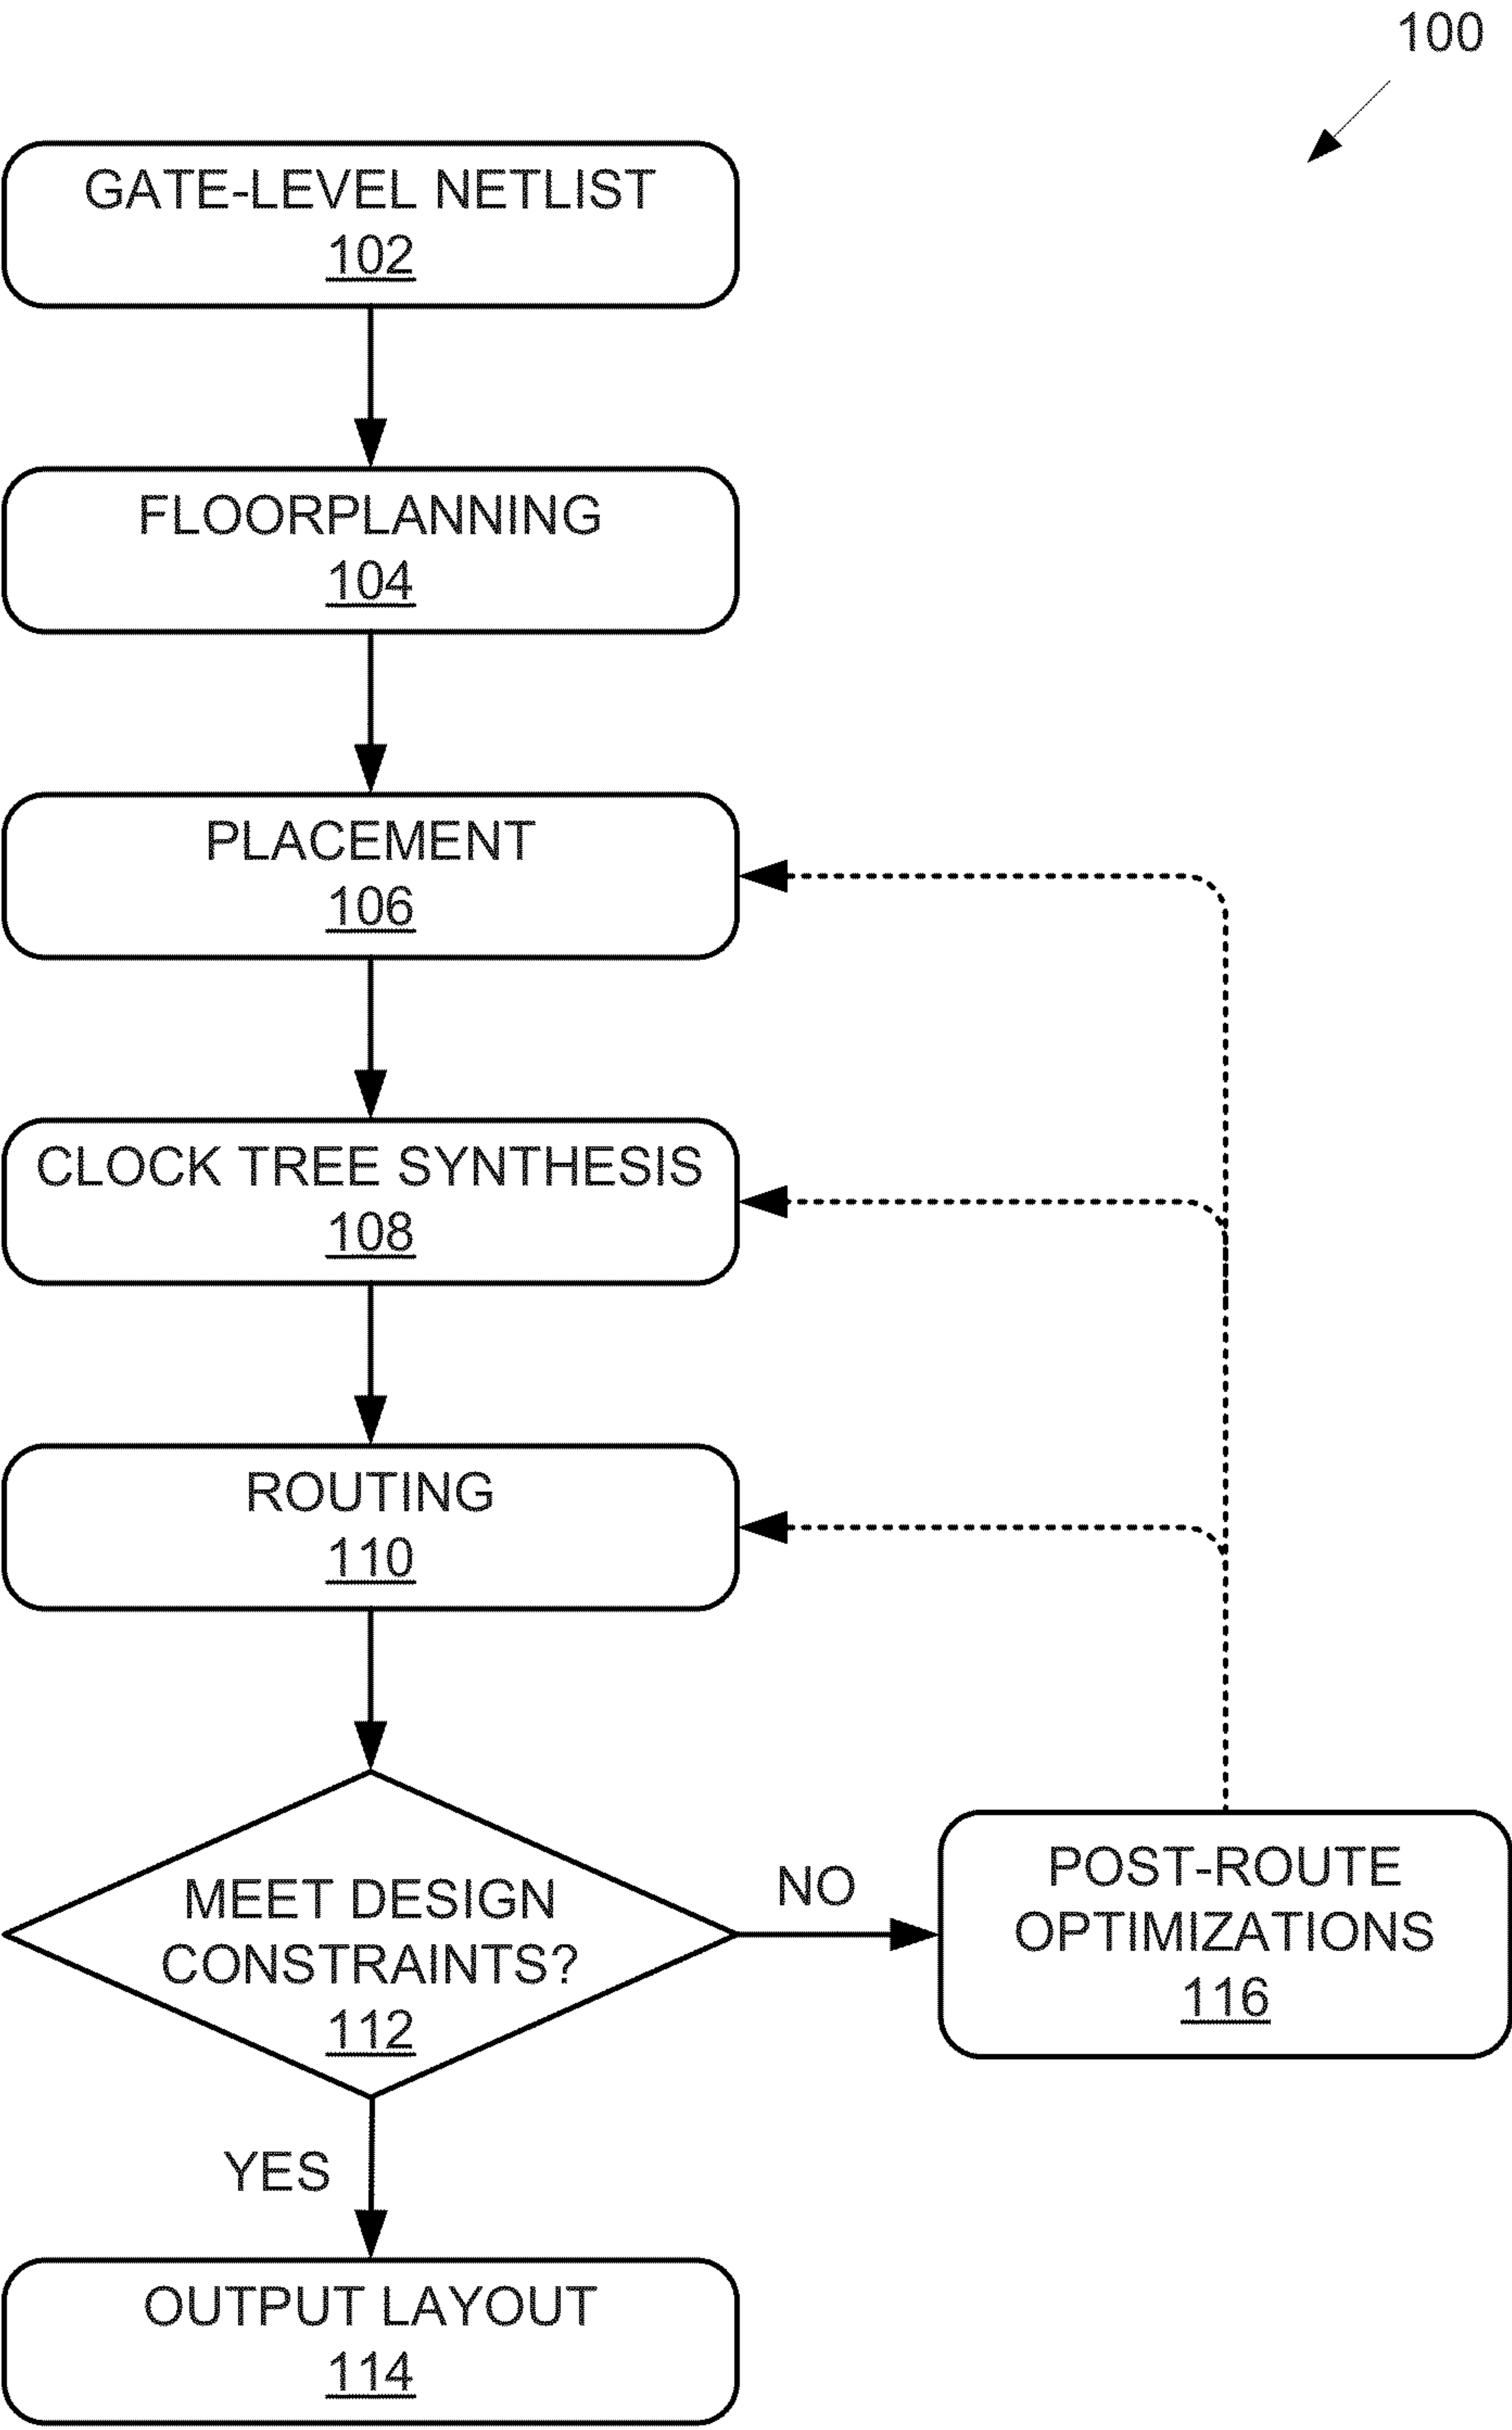 100
GATE-LEVEL NETLIST
102
FLOORPLANNING
104
PLACEMENT
106
CLOCK TREE SYNTHESIS
108
ROUTING
110
MEET DESIGN
CONSTRAINTS?
112
NO
POST-ROUTE
OPTIMIZATIONS
116
YES
OUTPUT LAYOUT
114